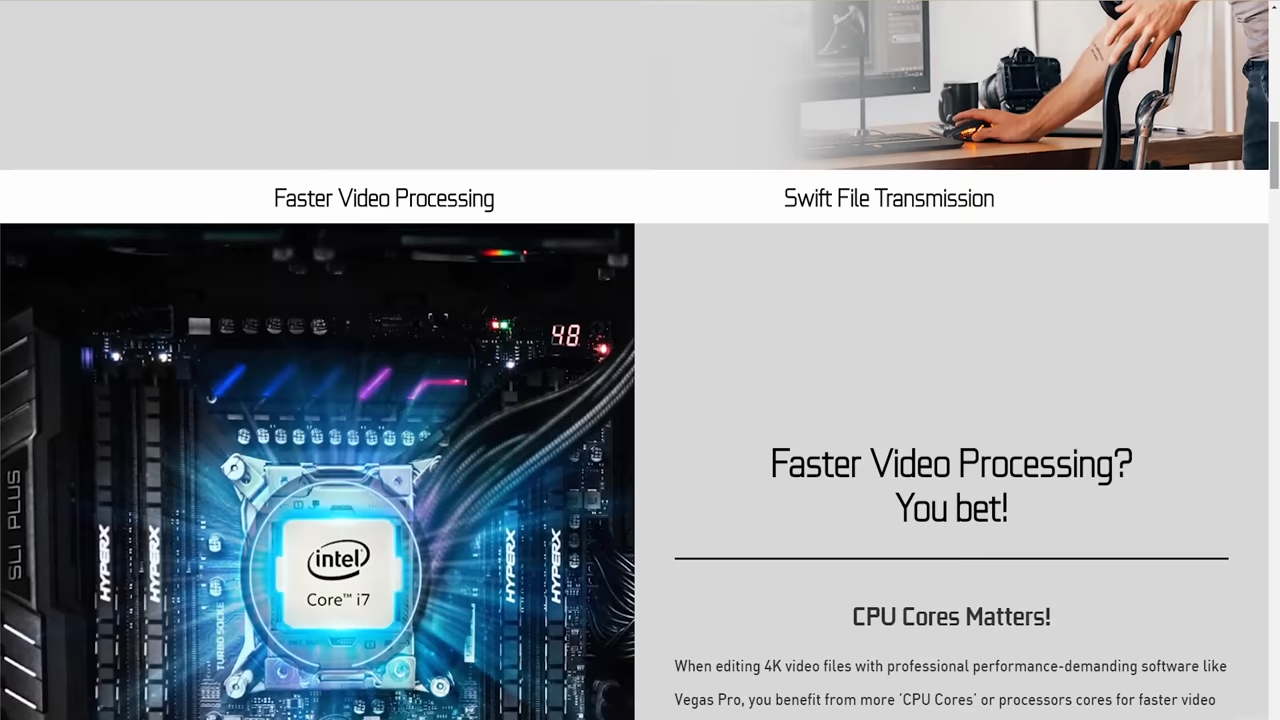 Faster Video Processing
Swift File Transmission
48
SLI PLUS
HYPERX
HYPERX
HYPERX
HYPERX
intel
Core™ i7
TURBO SOCKE
Faster Video Processing?
You bet!
CPU Cores Matters!
When editing 4K video files with professional performance-demanding software like
Vegas Pro, you benefit from more ‘CPU Cores’ or processors cores for faster video